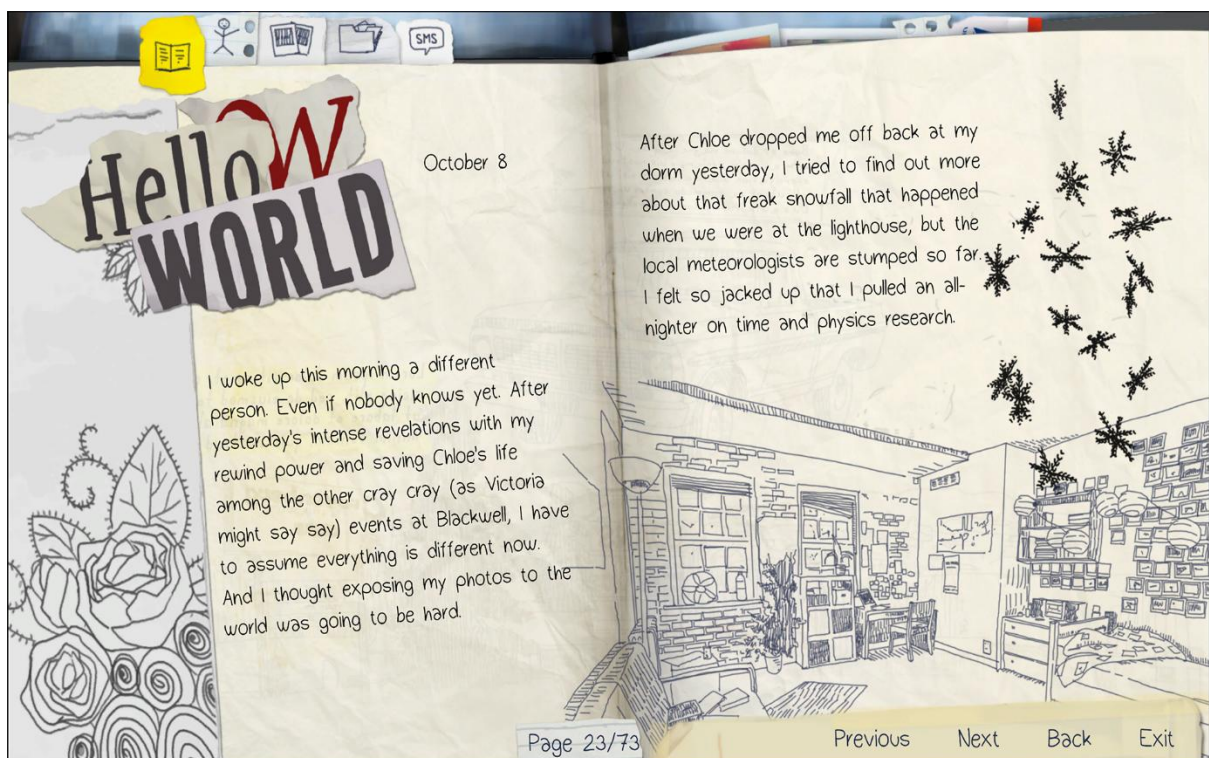 SMS
HelloW
WORLD
October 8
I woke up this morning a different
person. Even if nobody knows yet. After
yesterday's intense revelations with my
rewind power and saving Chloe's life
among the other cray cray (as Victoria
might say say) events at Blackwell, I have
to assume everything is different now.
And I thought exposing my photos to the
world was going to be hard.
After Chloe dropped me off back at my
dorm yesterday, I tried to find out more
about that freak snowfall that happened
when we were at the lighthouse, but the
local meteorologists are stumped so far.
I felt so jacked up that I pulled an all-
nighter on time and physics research.
Page 23/73
Previous Next Back Exit